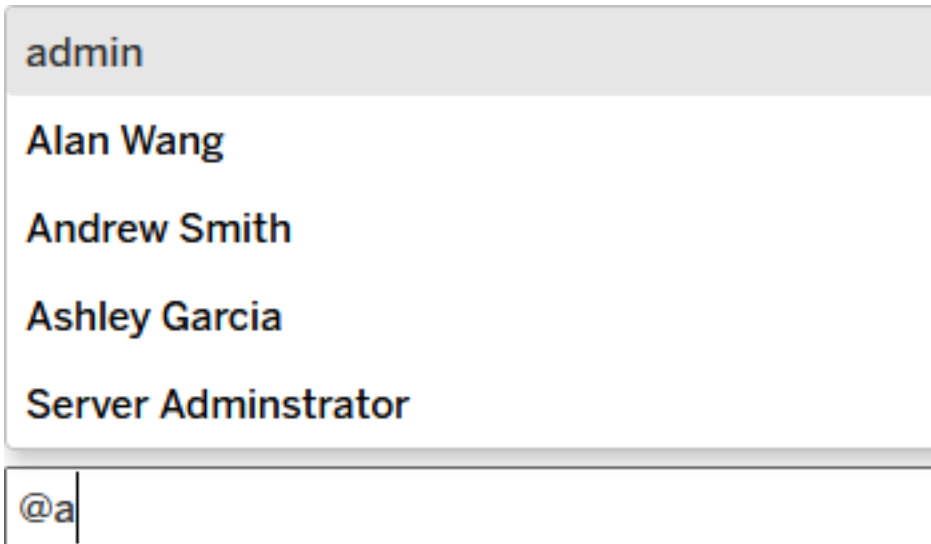 admin
Alan Wang
Andrew Smith
Ashley Garcia
Server Adminstrator
@a